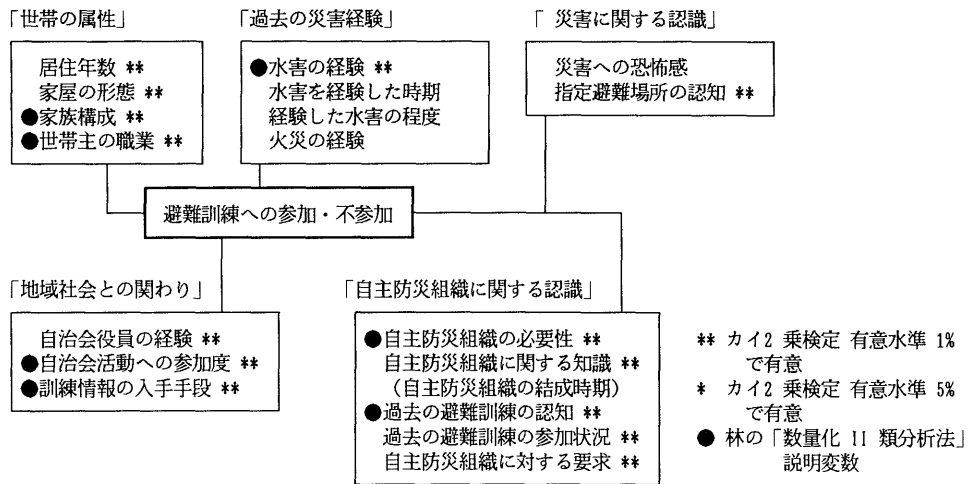 「世帯の属性」
居住年数 **
家屋の形態 **
●家族構成 **
●世帯主の職業 **
「過去の災害経験」
●水害の経験 **
水害を経験した時期
経験した水害の程度
火災の経験
「 災害に関する認識」
災害への恐怖感
指定避難場所の認知 **
避難訓練への参加・不参加
「地域社会との関わり」
自治会役員の経験 **
●自治会活動への参加度 **
●訓練情報の入手手段 **
「自主防災組織に関する認識」
●自主防災組織の必要性 **
自主防災組織に関する知識 **
（自主防災組織の結成時期）
●過去の避難訓練の認知 **
過去の避難訓練の参加状況 **
自主防災組織に対する要求 **
** カイ2 乗検定 有意水準 1%
で有意
* カイ2 乗検定 有意水準 5%
で有意
● 林の「数量化 II 類分析法」
説明変数